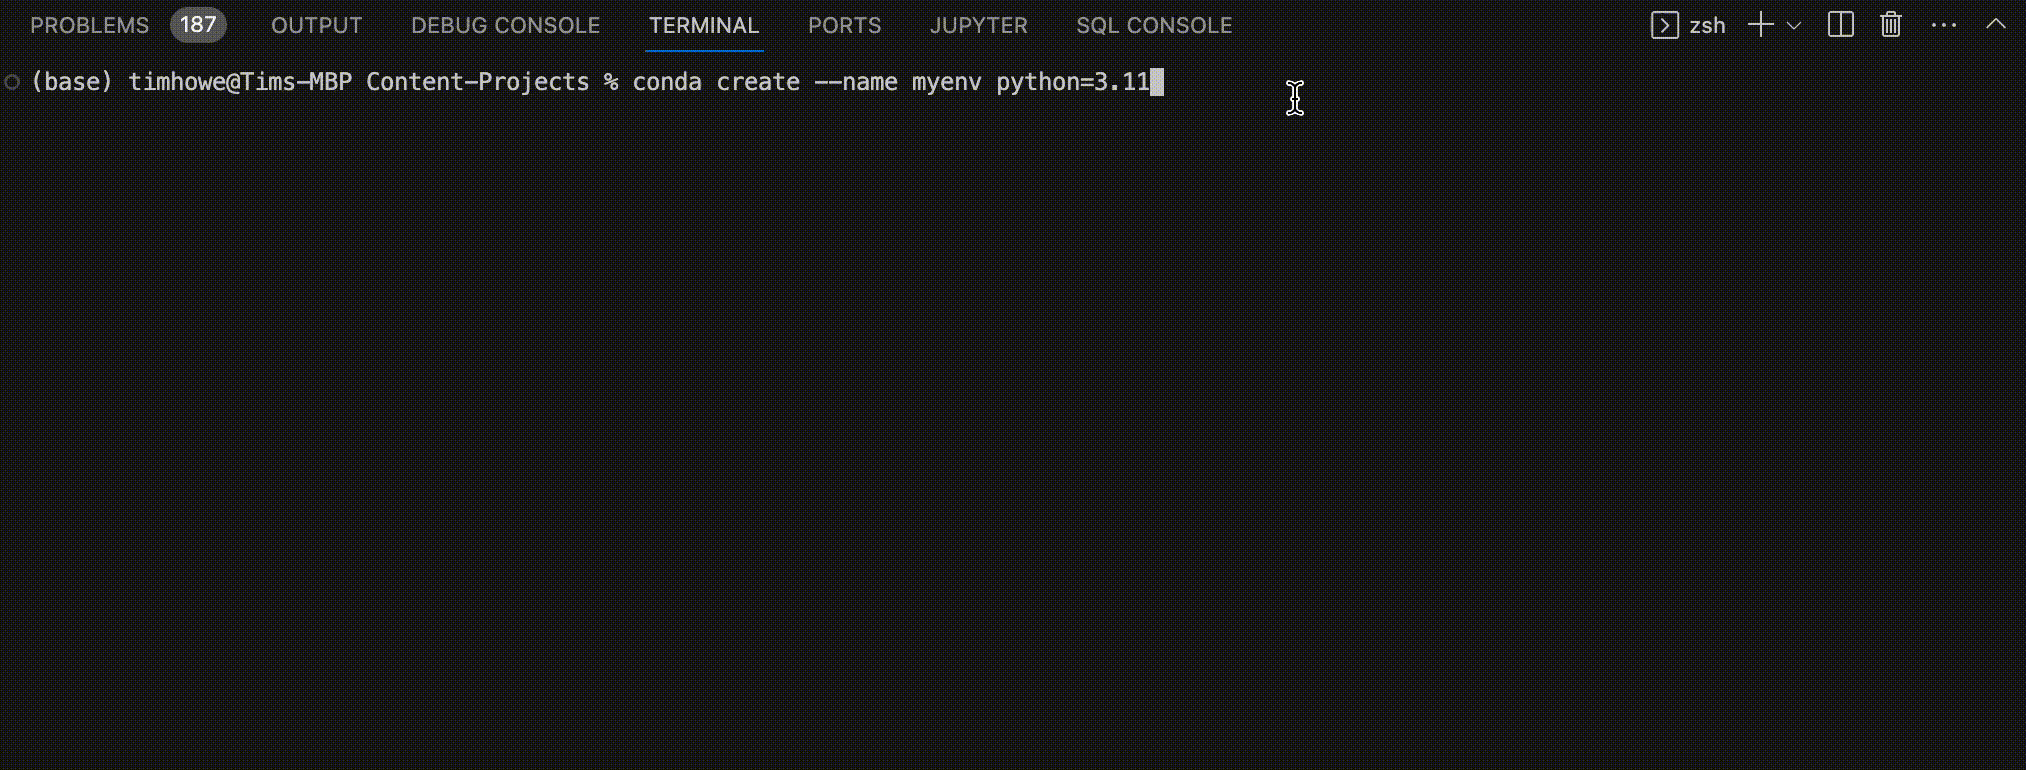 PROBLEMS 187 OUTPUT DEBUG CONSOLE TERMINAL PORTS JUPYTER SQL CONSOLE zsh
(base) timhowe@Tims-MBP Content-Projects % conda create --name myenv python=3.11